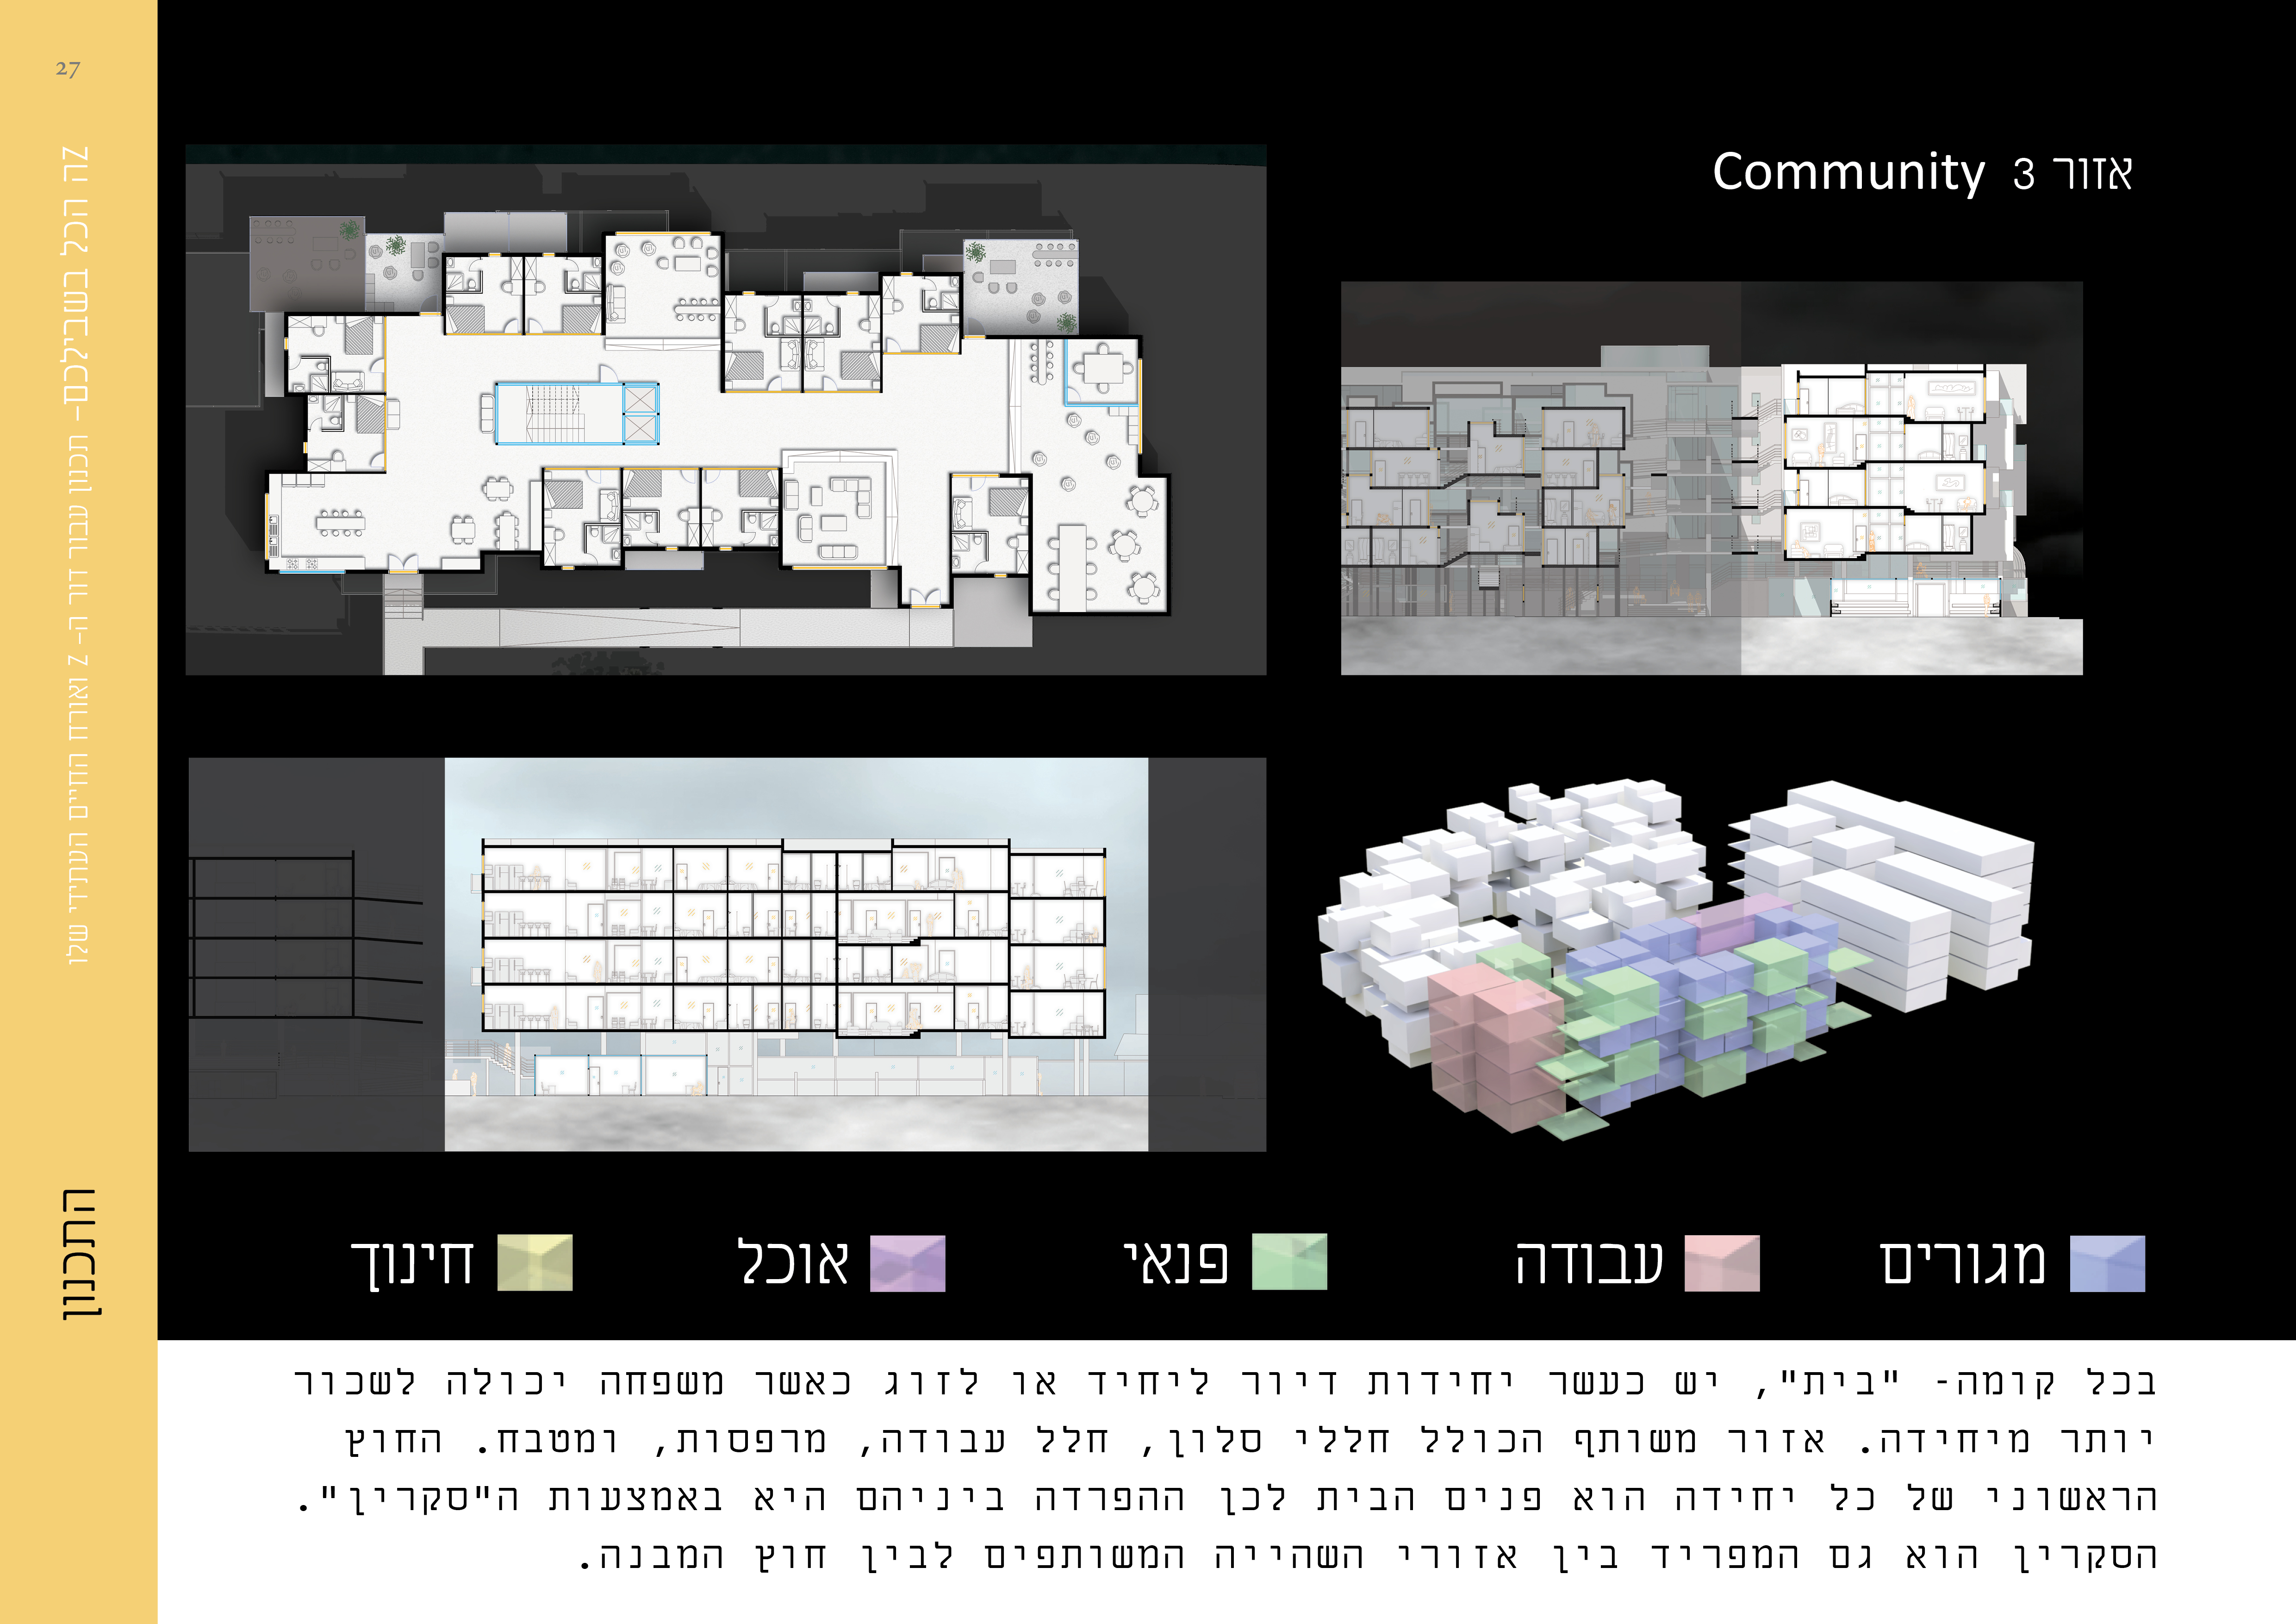 27
זה הכל בשבילכם- תכנון עבור דור ה- Z ואורח החיים העתידי שלו
התכנון
אזור 3 Community
מגורים
עבודה
פנאי
אוכל
חינוך
בכל קומה- "בית", יש כעשר יחידות דיור ליחיד או לזוג כאשר משפחה יכולה לשכור
יותר מיחידה. אזור משותף הכולל חללי סלון, חלל עבודה, מרפסות, ומטבח. החוץ
הראשוני של כל יחידה הוא פנים הבית לכן ההפרדה ביניהם היא באמצעות ה"סקרין".
הסקרין הוא גם המפריד בין אזורי השהייה המשותפים לבין חוץ המבנה.